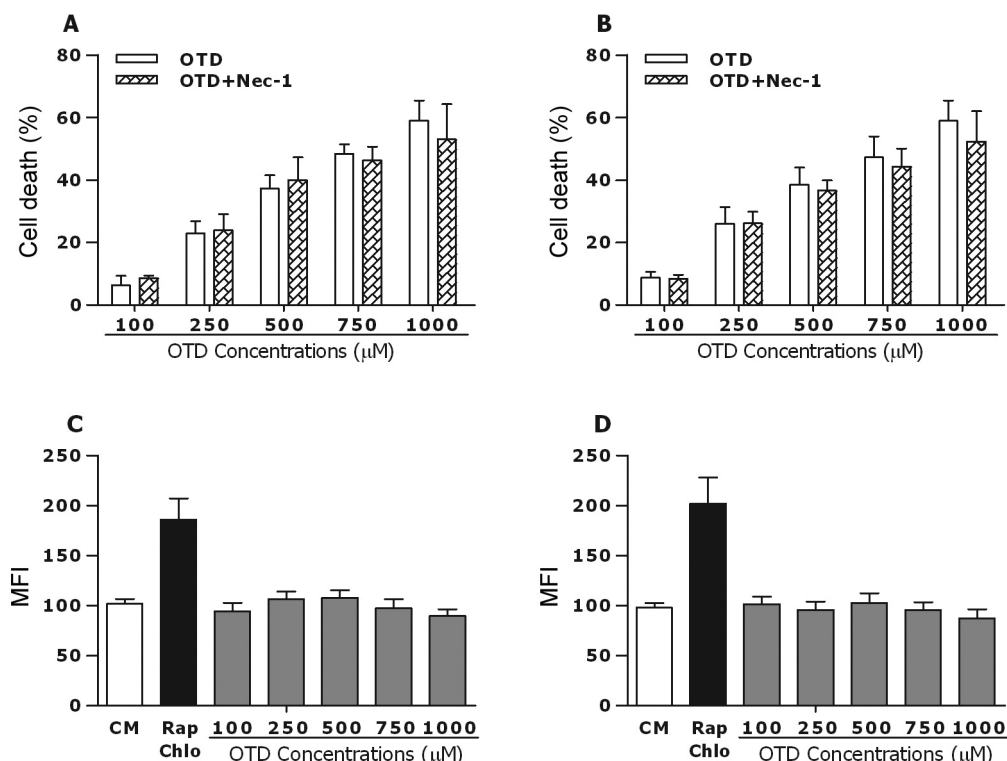 A
B
80
OTD
OTD+Nec-1
60
40
20
0
Cell death (%)
100 250 500 750 1000
OTD Concentrations (μM)
80
OTD
OTD+Nec-1
60
40
20
0
Cell death (%)
100 250 500 750 1000
OTD Concentrations (μM)
C
D
250
200
150
100
50
0
MFI
CM Rap 100 250 500 750 1000
Chlo OTD Concentrations (μM)
250
200
150
100
50
0
MFI
CM Rap 100 250 500 750 1000
Chlo OTD Concentrations (μM)